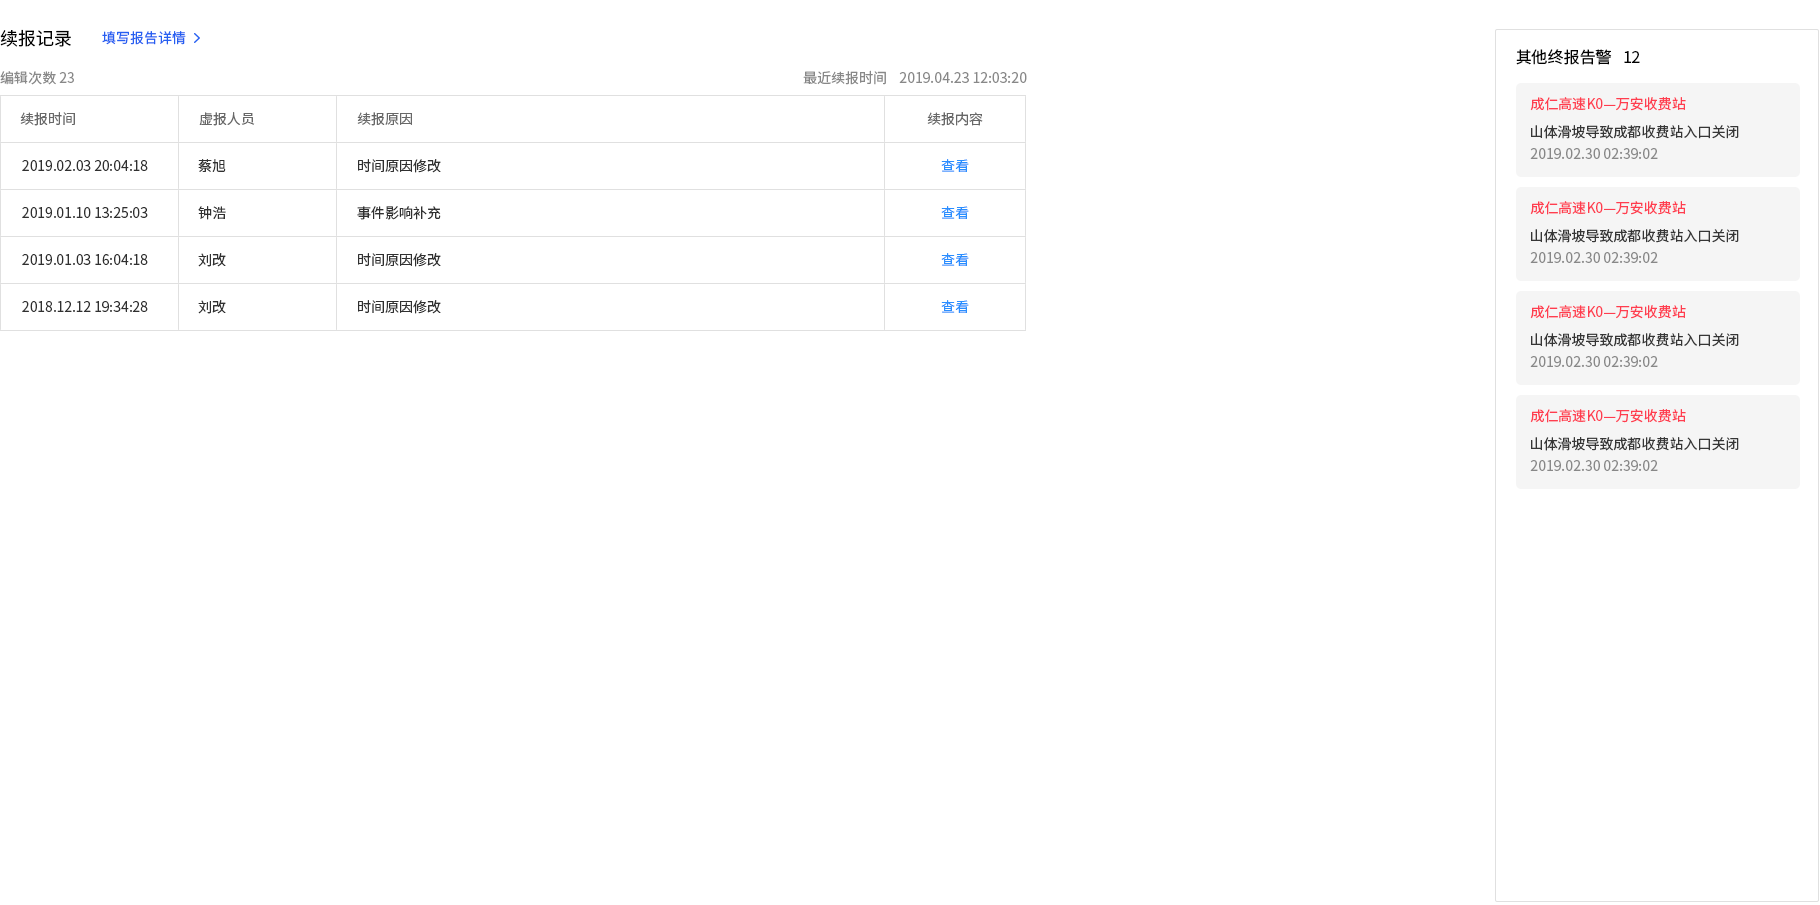 续报记录 填写报告详情
编辑次数 23 最近续报时间 2019.04.23 12:03:20
续报时间 虚报人员 续报原因 续报内容
2019.02.03 20:04:18 蔡旭 时间原因修改 查看
2019.01.10 13:25:03 钟浩 事件影响补充 查看
2019.01.03 16:04:18 刘改 时间原因修改 查看
2018.12.12 19:34:28 刘改 时间原因修改 查看
其他终报告警 12
成仁高速K0—万安收费站
山体滑坡导致成都收费站入口关闭
2019.02.30 02:39:02
成仁高速K0—万安收费站
山体滑坡导致成都收费站入口关闭
2019.02.30 02:39:02
成仁高速K0—万安收费站
山体滑坡导致成都收费站入口关闭
2019.02.30 02:39:02
成仁高速K0—万安收费站
山体滑坡导致成都收费站入口关闭
2019.02.30 02:39:02